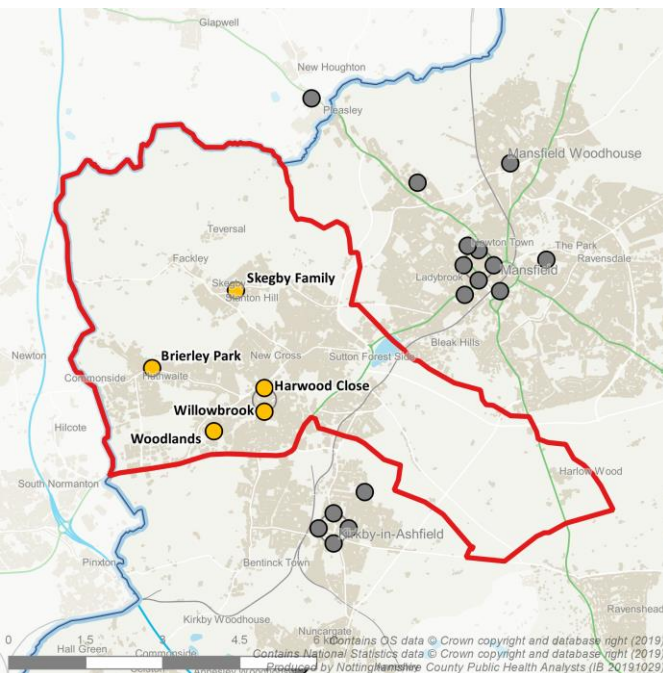 Glapwell
New Houghton
Pleasley
Mansfield Woodhouse
Teversal
Newton Town
The Park
Ravensdale
Fackley
Ladybrook
Mansfield
Skegby Family
Skegby
Stanton Hill
Bleak Hills
Newton
Brierley Park
New Cross
Sutton Forest Side
Commonside
Huthwaite
Harwood Close
Willowbrook
Hilcote
Woodlands
Harlow Wood
South Normanton
Kirkby-in-Ashfield
Bentinck Town
Pinxton
Kirkby Woodhouse
Ravenshead
Nuncargate
0 1.5 3 4.5 6 km
Contains OS data © Crown copyright and database right (2019)
Hall Green
Commonside
Contains National Statistics data © Crown copyright and database right (2019)
Produced by Nottinghamshire County Public Health Analysts (IB 20191029)